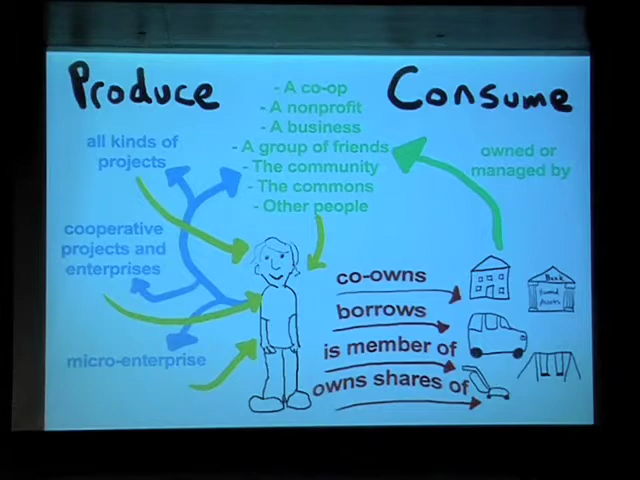 Produce
Consume
- A co-op
- A nonprofit
- A business
- A group of friends
- The community
- The commons
- Other people
all kinds of
projects
cooperative
projects and
enterprises
micro-enterprise
owned or
managed by
co-owns
borrows
is member of
owns shares of
Bank